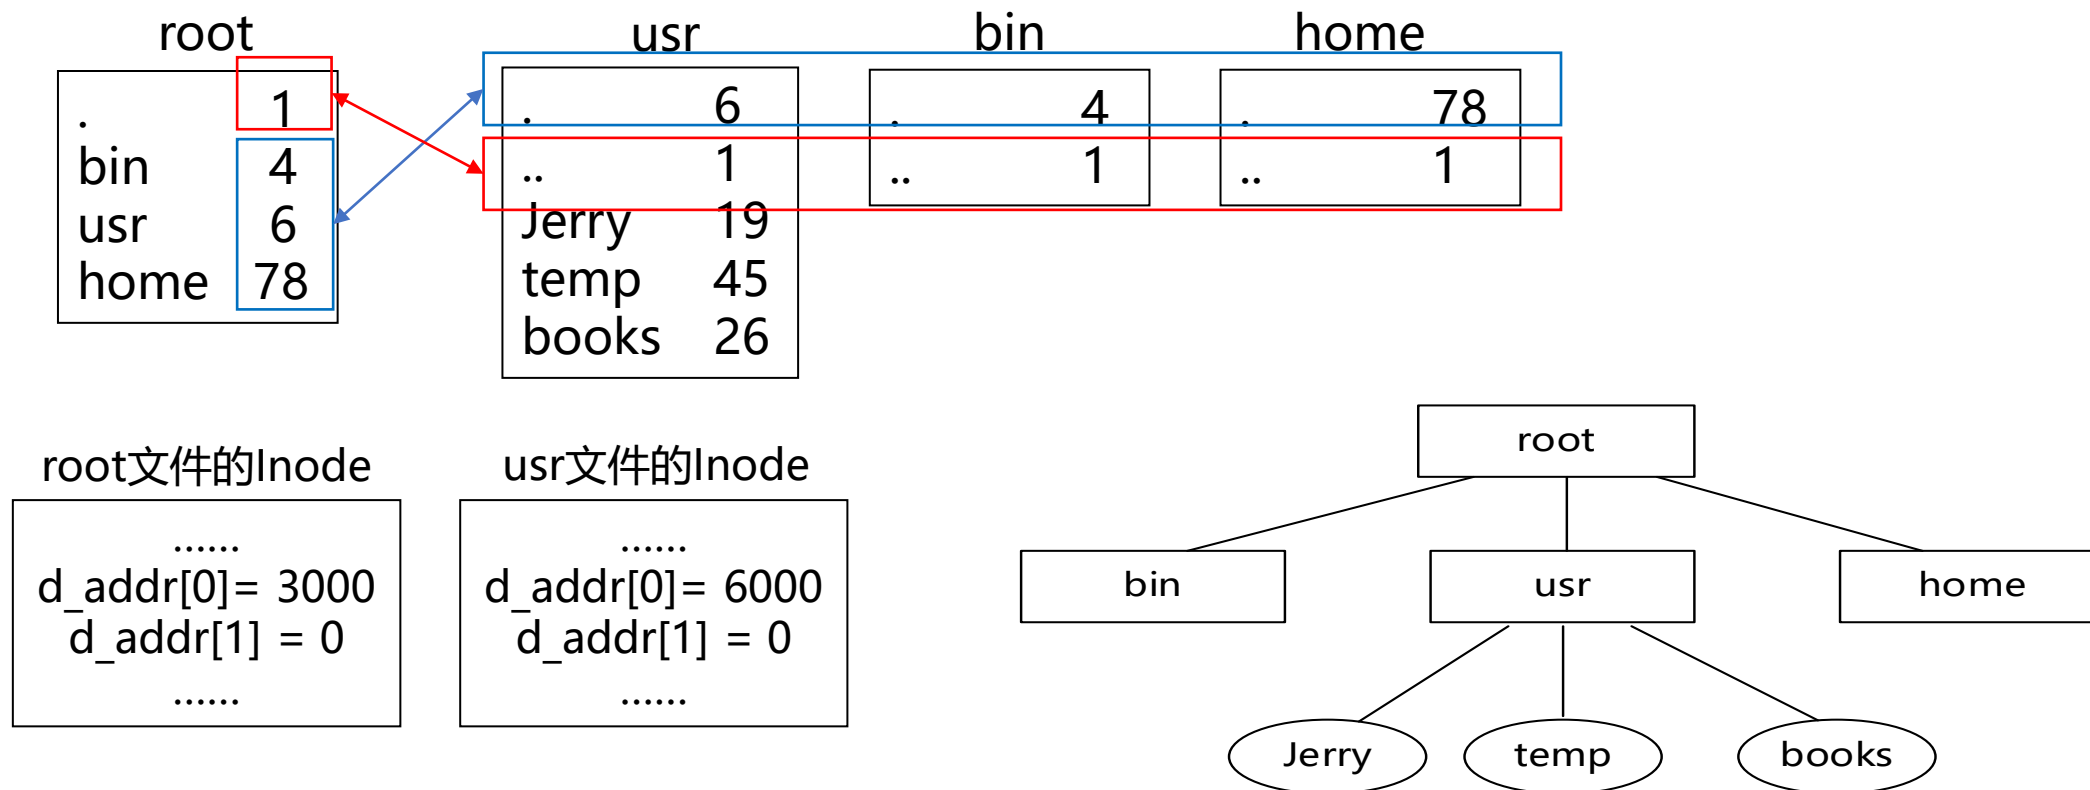 root
. 1
bin 4
usr 6
home 78
usr
. 6
.. 1
Jerry 19
temp 45
books 26
bin
. 4
.. 1
home
. 78
.. 1
root文件的Inode
......
d_addr[0]= 3000
d_addr[1] = 0
......
usr文件的Inode
......
d_addr[0]= 6000
d_addr[1] = 0
......
root
bin
usr
home
Jerry
temp
books